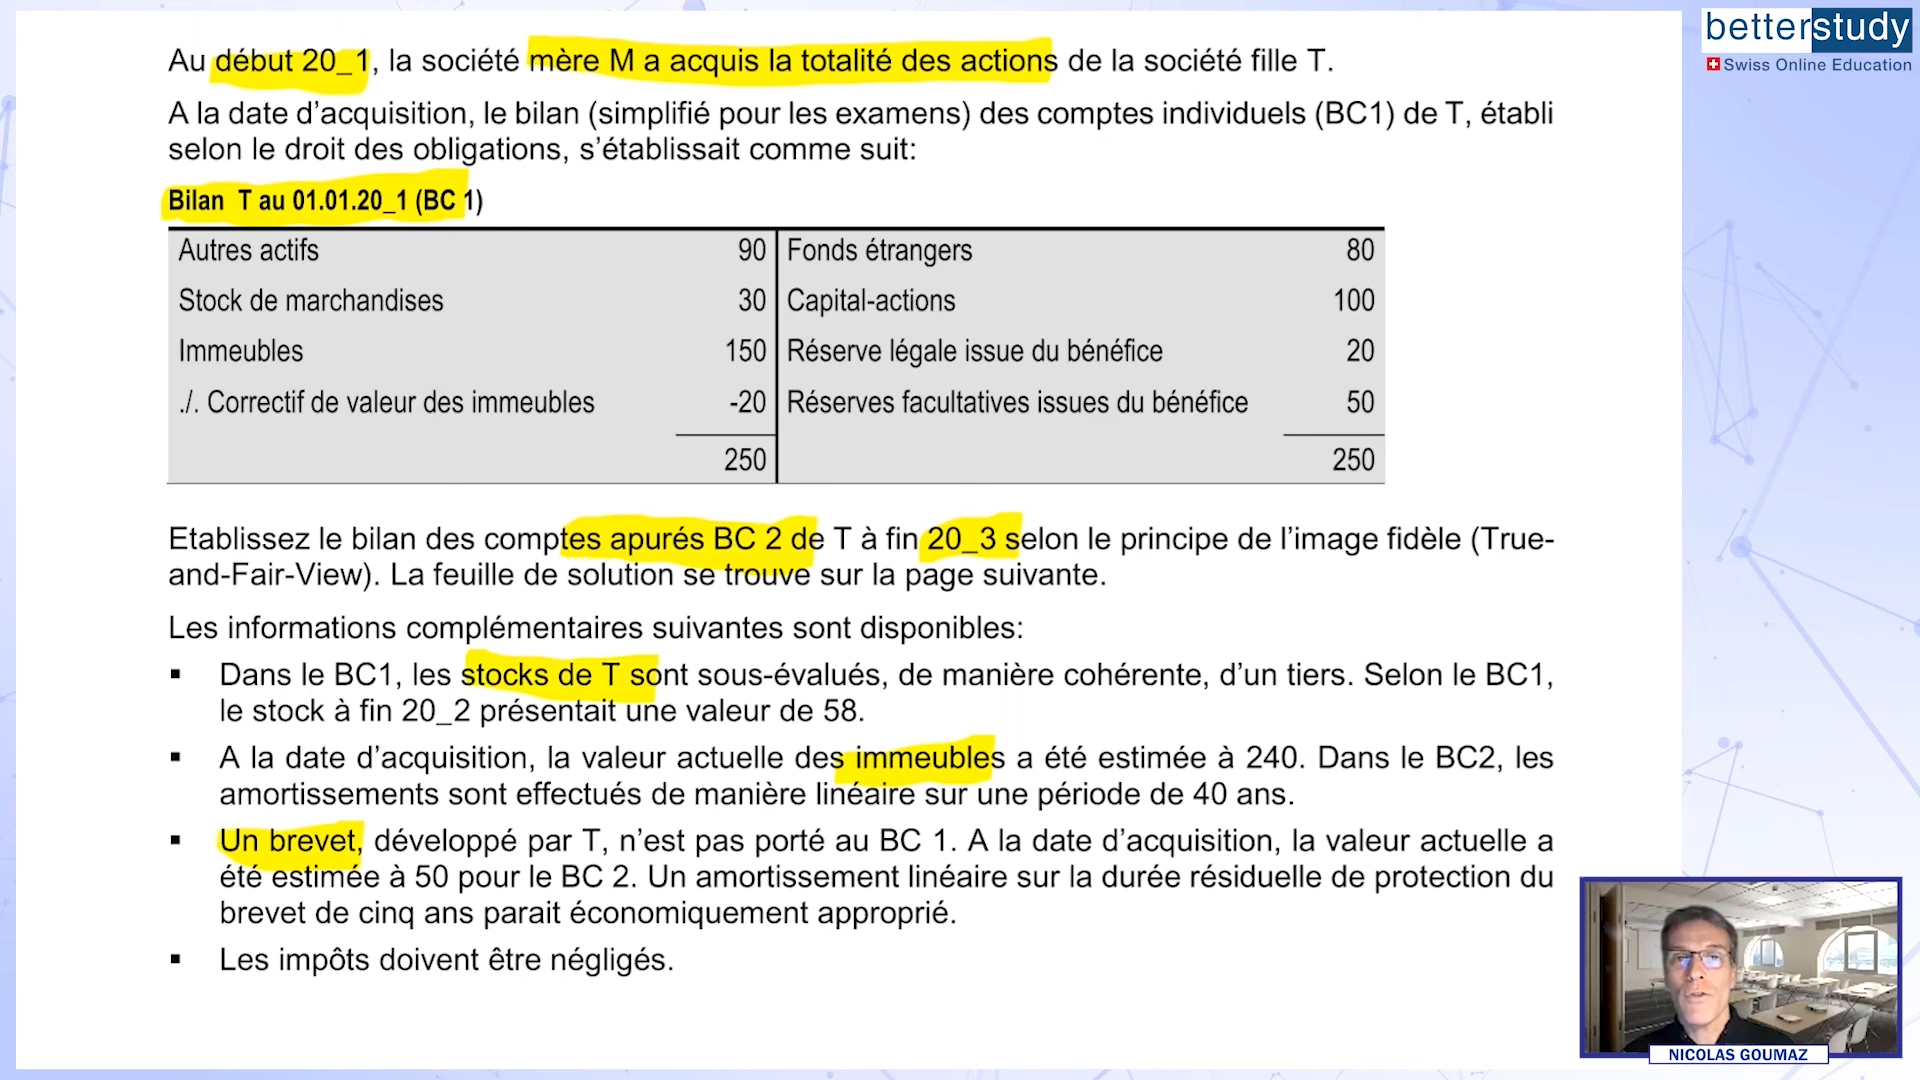 betterstudy
Swiss Online Education
Au début 20_1, la société mère M a acquis la totalité des actions de la société fille T.
A la date d'acquisition, le bilan (simplifié pour les examens) des comptes individuels (BC1) de T, établi
selon le droit des obligations, s'établissait comme suit:
Bilan T au 01.01.20_1 (BC 1)
Autres actifs 90 Fonds étrangers 80
Stock de marchandises 30 Capital-actions 100
Immeubles 150 Réserve légale issue du bénéfice 20
./. Correctif de valeur des immeubles -20 Réserves facultatives issues du bénéfice 50
250 250
Etablissez le bilan des comptes apurés BC 2 de T à fin 20_3 selon le principe de l'image fidèle (True-
and-Fair-View). La feuille de solution se trouve sur la page suivante.
Les informations complémentaires suivantes sont disponibles:
▪ Dans le BC1, les stocks de T sont sous-évalués, de manière cohérente, d'un tiers. Selon le BC1,
le stock à fin 20_2 présentait une valeur de 58.
▪ A la date d'acquisition, la valeur actuelle des immeubles a été estimée à 240. Dans le BC2, les
amortissements sont effectués de manière linéaire sur une période de 40 ans.
▪ Un brevet, développé par T, n'est pas porté au BC 1. A la date d'acquisition, la valeur actuelle a
été estimée à 50 pour le BC 2. Un amortissement linéaire sur la durée résiduelle de protection du
brevet de cinq ans parait économiquement approprié.
▪ Les impôts doivent être négligés.
NICOLAS GOUMAZ